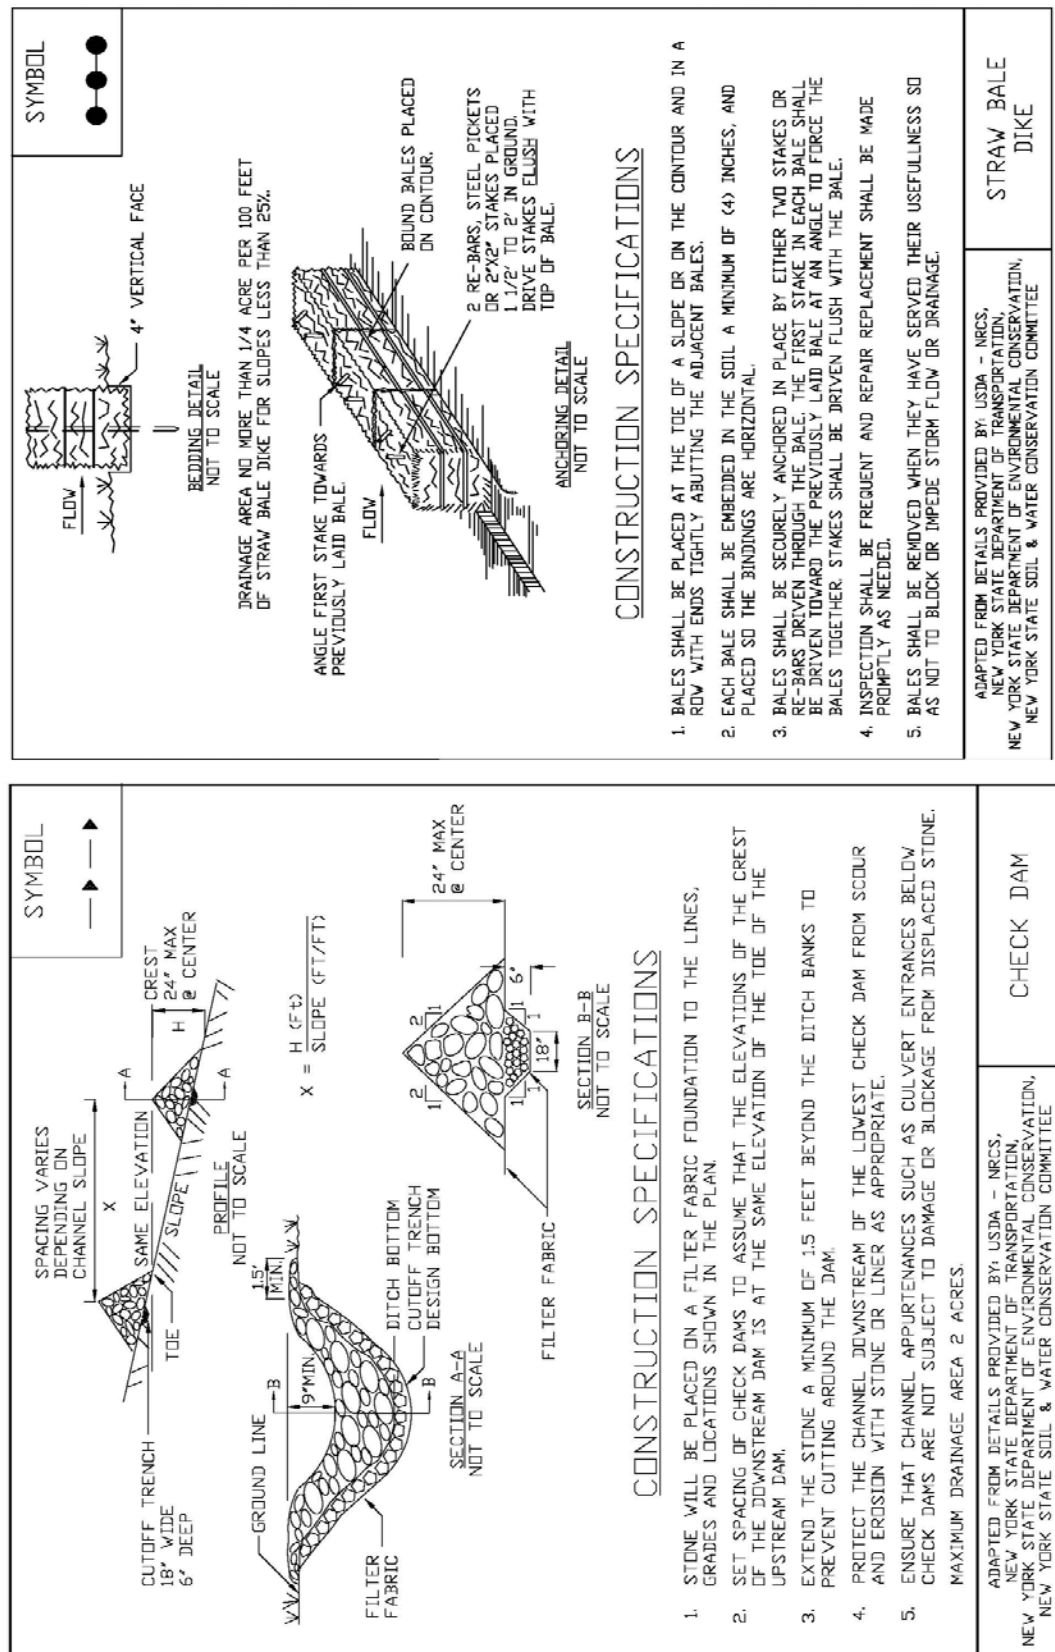 SYMBOL
FLOW
4" VERTICAL FACE
BEDDING DETAIL
NOT TO SCALE
DRAINAGE AREA NO MORE THAN 1/4 ACRE PER 100 FEET
OF STRAW BALE DIKE FOR SLOPES LESS THAN 25%.
ANGLE FIRST STAKE TOWARDS
PREVIOUSLY LAID BALE.
FLOW
BOUND BALES PLACED
ON CONTOUR.
2 RE-BARS, STEEL PICKETS
OR 2"X2" STAKES PLACED
1 1/2' TO 2' IN GROUND.
DRIVE STAKES FLUSH WITH
TOP OF BALE.
ANCHORING DETAIL
NOT TO SCALE
CONSTRUCTION SPECIFICATIONS
1. BALES SHALL BE PLACED AT THE TOE OF A SLOPE OR ON THE CONTOUR AND IN A
ROW WITH ENDS TIGHTLY ABUTTING THE ADJACENT BALES.
2. EACH BALE SHALL BE EMBEDDED IN THE SOIL A MINIMUM OF (4) INCHES, AND
PLACED SO THE BINDINGS ARE HORIZONTAL.
3. BALES SHALL BE SECURELY ANCHORED IN PLACE BY EITHER TWO STAKES OR
RE-BARS DRIVEN THROUGH THE BALE. THE FIRST STAKE IN EACH BALE SHALL
BE DRIVEN TOWARD THE PREVIOUSLY LAID BALE AT AN ANGLE TO FORCE THE
BALES TOGETHER. STAKES SHALL BE DRIVEN FLUSH WITH THE BALE.
4. INSPECTION SHALL BE FREQUENT AND REPAIR REPLACEMENT SHALL BE MADE
PROMPTLY AS NEEDED.
5. BALES SHALL BE REMOVED WHEN THEY HAVE SERVED THEIR USEFULLNESS SO
AS NOT TO BLOCK OR IMPEDE STORM FLOW OR DRAINAGE.
ADAPTED FROM DETAILS PROVIDED BY: USDA - NRCS,
NEW YORK STATE DEPARTMENT OF TRANSPORTATION,
NEW YORK STATE DEPARTMENT OF ENVIRONMENTAL CONSERVATION,
NEW YORK STATE SOIL & WATER CONSERVATION COMMITTEE
STRAW BALE
DIKE
SYMBOL
SPACING VARIES
DEPENDING ON
CHANNEL SLOPE
X
CREST
24" MAX
@ CENTER
H
A
A
SAME ELEVATION
SLOPE
TOE
CUTOFF TRENCH
18" WIDE
6" DEEP
PROFILE
NOT TO SCALE
X = H (Ft)
SLOPE (FT/FT)
GROUND LINE
9"MIN.
1.5'
MIN.
B
B
DITCH BOTTOM
CUTOFF TRENCH
DESIGN BOTTOM
FILTER
FABRIC
SECTION A-A
NOT TO SCALE
24" MAX
@ CENTER
2
1
2
1
6"
1
1
1
1
18"
FILTER FABRIC
SECTION B-B
NOT TO SCALE
CONSTRUCTION SPECIFICATIONS
1. STONE WILL BE PLACED ON A FILTER FABRIC FOUNDATION TO THE LINES,
GRADES AND LOCATIONS SHOWN IN THE PLAN.
2. SET SPACING OF CHECK DAMS TO ASSUME THAT THE ELEVATIONS OF THE CREST
OF THE DOWNSTREAM DAM IS AT THE SAME ELEVATION OF THE TOE OF THE
UPSTREAM DAM.
3. EXTEND THE STONE A MINIMUM OF 1.5 FEET BEYOND THE DITCH BANKS TO
PREVENT CUTTING AROUND THE DAM.
4. PROTECT THE CHANNEL DOWNSTREAM OF THE LOWEST CHECK DAM FROM SCOUR
AND EROSION WITH STONE OR LINER AS APPROPRIATE.
5. ENSURE THAT CHANNEL APPURTENANCES SUCH AS CULVERT ENTRANCES BELOW
CHECK DAMS ARE NOT SUBJECT TO DAMAGE OR BLOCKAGE FROM DISPLACED STONE.
MAXIMUM DRAINAGE AREA 2 ACRES.
ADAPTED FROM DETAILS PROVIDED BY: USDA - NRCS,
NEW YORK STATE DEPARTMENT OF TRANSPORTATION,
NEW YORK STATE DEPARTMENT OF ENVIRONMENTAL CONSERVATION,
NEW YORK STATE SOIL & WATER CONSERVATION COMMITTEE
CHECK DAM